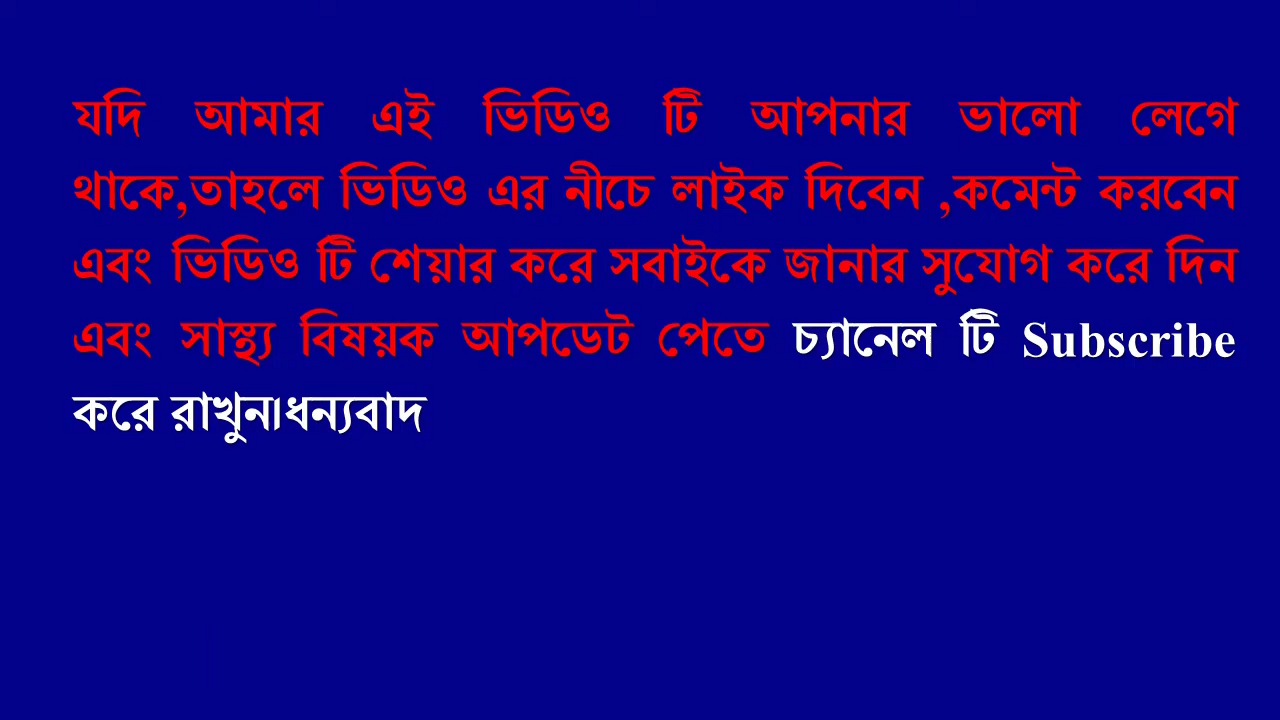 যদি আমার এই ভিডিও টি আপনার ভালো লেগে
থাকে,তাহলে ভিডিও এর নীচে লাইক দিবেন ,কমেন্ট করবেন
এবং ভিডিও টি শেয়ার করে সবাইকে জানার সুযোগ করে দিন
এবং সাস্থ্য বিষয়ক আপডেট পেতে চ্যানেল টি Subscribe
করে রাখুন।ধন্যবাদ